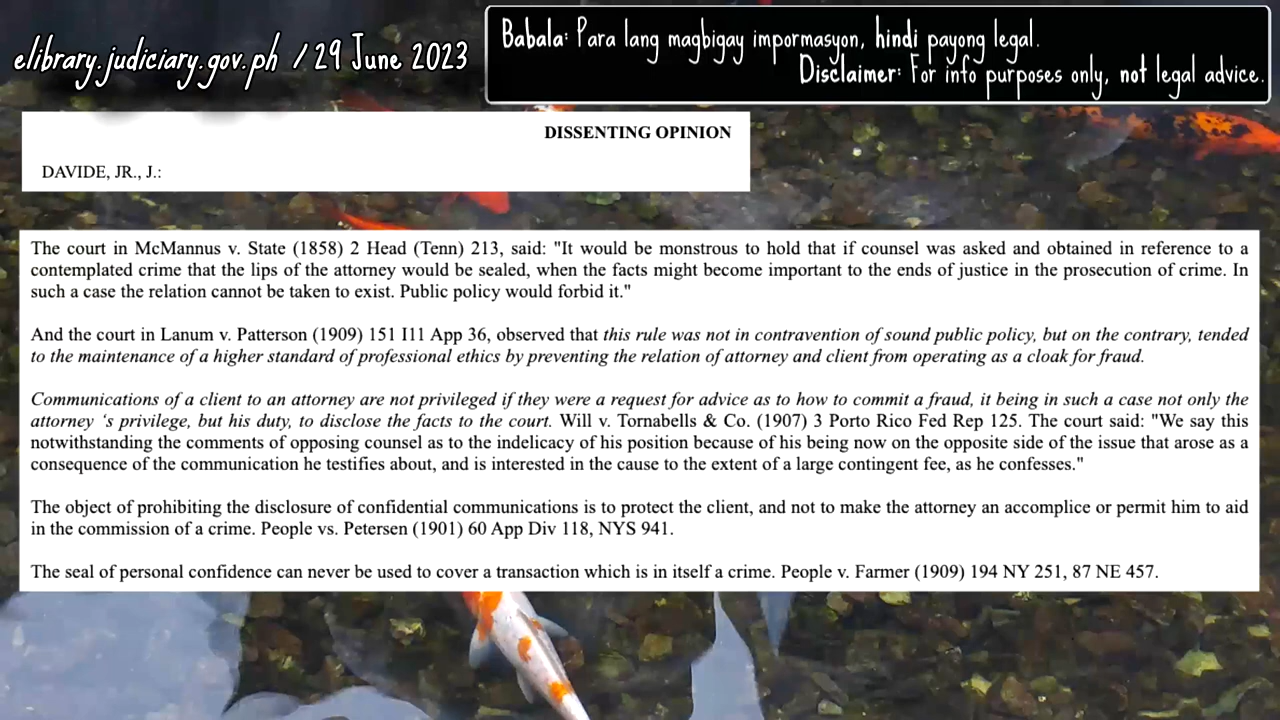 elibrary.judiciary.gov.ph / 29 June 2023
Babala: Para lang magbigay impormasyon, hindi payong legal.
Disclaimer: For info purposes only, not legal advice.
DISSENTING OPINION
DAVIDE, JR., J.:
The court in McMannus v. State (1858) 2 Head (Tenn) 213, said: "It would be monstrous to hold that if counsel was asked and obtained in reference to a
contemplated crime that the lips of the attorney would be sealed, when the facts might become important to the ends of justice in the prosecution of crime. In
such a case the relation cannot be taken to exist. Public policy would forbid it."
And the court in Lanum v. Patterson (1909) 151 I11 App 36, observed that this rule was not in contravention of sound public policy, but on the contrary, tended
to the maintenance of a higher standard of professional ethics by preventing the relation of attorney and client from operating as a cloak for fraud.
Communications of a client to an attorney are not privileged if they were a request for advice as to how to commit a fraud, it being in such a case not only the
attorney ‘s privilege, but his duty, to disclose the facts to the court. Will v. Tornabells & Co. (1907) 3 Porto Rico Fed Rep 125. The court said: "We say this
notwithstanding the comments of opposing counsel as to the indelicacy of his position because of his being now on the opposite side of the issue that arose as a
consequence of the communication he testifies about, and is interested in the cause to the extent of a large contingent fee, as he confesses."
The object of prohibiting the disclosure of confidential communications is to protect the client, and not to make the attorney an accomplice or permit him to aid
in the commission of a crime. People vs. Petersen (1901) 60 App Div 118, NYS 941.
The seal of personal confidence can never be used to cover a transaction which is in itself a crime. People v. Farmer (1909) 194 NY 251, 87 NE 457.